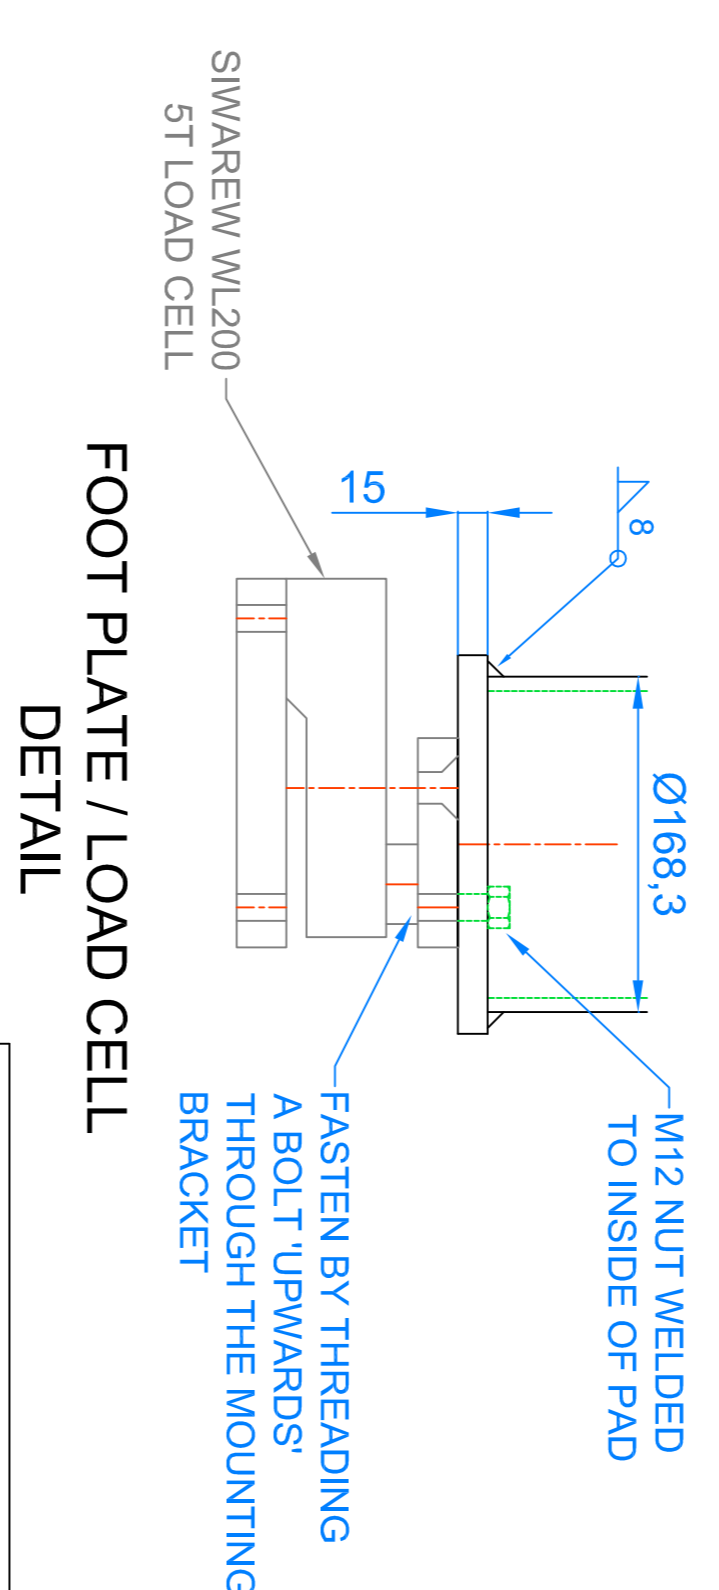 8
Ø168,3
15
M12 NUT WELDED
TO INSIDE OF PAD
SIWAREW WL200
5T LOAD CELL
FASTEN BY THREADING
A BOLT 'UPWARDS'
THROUGH THE MOUNTING
BRACKET
FOOT PLATE / LOAD CELL
DETAIL